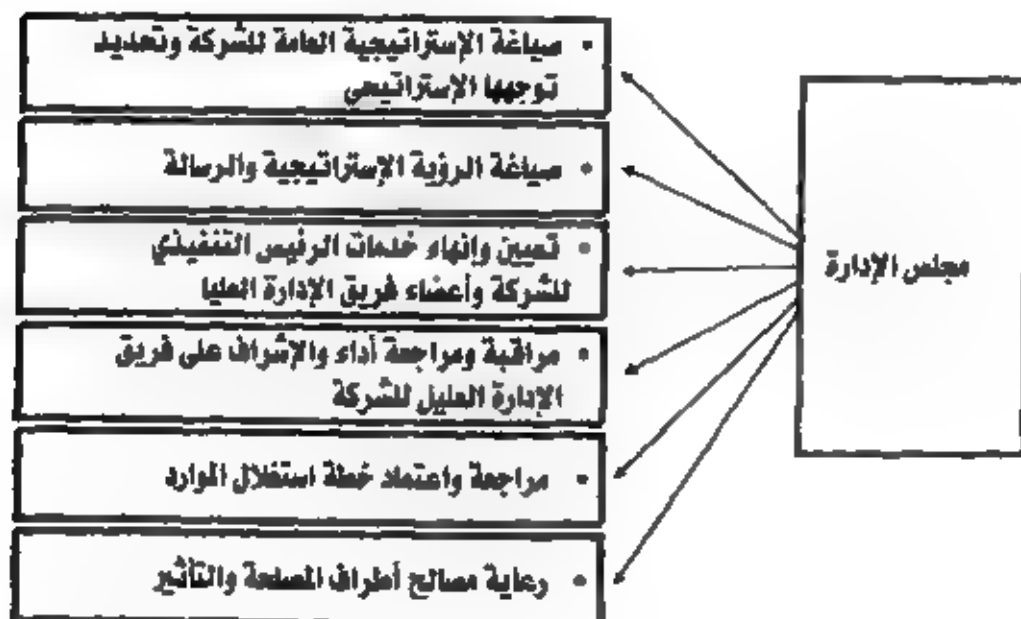 مجلس الإدارة
• صياغة الإستراتيجية العامة للشركة وتحديد
توجهها الإستراتيجي
• صياغة الرؤية الإستراتيجية والرسالة
• تعيين وإنهاء خدمات الرئيس التنفيذي
للشركة وأعضاء فريق الإدارة العليا
• مراقبة ومراجعة أداء والإشراف على فريق
الإدارة العليل للشركة
• مراجعة واعتماد خطة استغلال الموارد
• رعاية مصالح أطراف المصلحة والتأثير